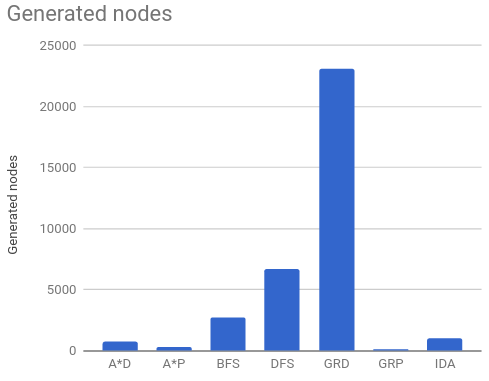 Generated nodes
25000
20000
15000
10000
5000
0
Generated nodes
A*D A*P BFS DFS GRD GRP IDA